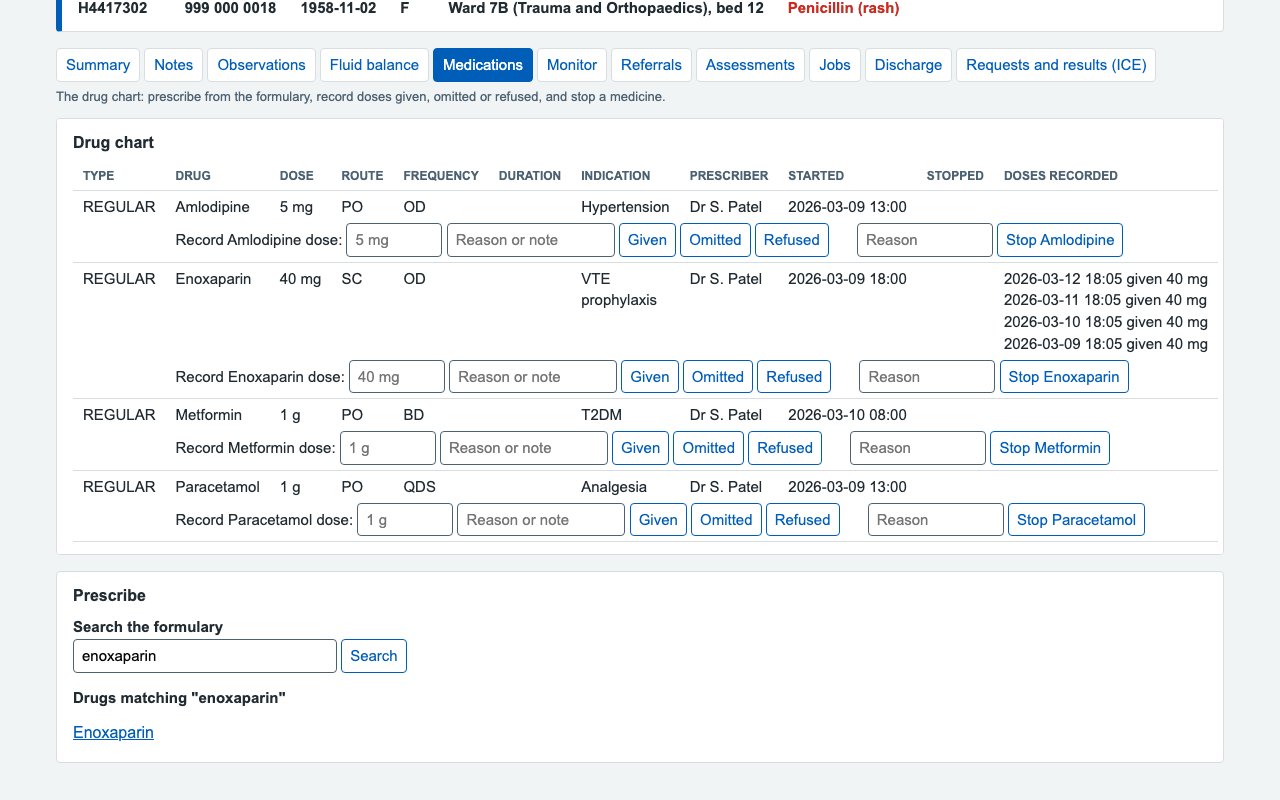 H4417302 999 000 0018 1958-11-02 F Ward 7B (Trauma and Orthopaedics), bed 12 Penicillin (rash)
Summary Notes Observations Fluid balance Medications Monitor Referrals Assessments Jobs Discharge Requests and results (ICE)
The drug chart: prescribe from the formulary, record doses given, omitted or refused, and stop a medicine.
Drug chart
TYPE DRUG DOSE ROUTE FREQUENCY DURATION INDICATION PRESCRIBER STARTED STOPPED DOSES RECORDED
REGULAR Amlodipine 5 mg PO OD Hypertension Dr S. Patel 2026-03-09 13:00
Record Amlodipine dose: 5 mg Reason or note Given Omitted Refused Reason Stop Amlodipine
REGULAR Enoxaparin 40 mg SC OD VTE Dr S. Patel 2026-03-09 18:00 2026-03-12 18:05 given 40 mg
prophylaxis 2026-03-11 18:05 given 40 mg
2026-03-10 18:05 given 40 mg
2026-03-09 18:05 given 40 mg
Record Enoxaparin dose: 40 mg Reason or note Given Omitted Refused Reason Stop Enoxaparin
REGULAR Metformin 1 g PO BD T2DM Dr S. Patel 2026-03-10 08:00
Record Metformin dose: 1 g Reason or note Given Omitted Refused Reason Stop Metformin
REGULAR Paracetamol 1 g PO QDS Analgesia Dr S. Patel 2026-03-09 13:00
Record Paracetamol dose: 1 g Reason or note Given Omitted Refused Reason Stop Paracetamol
Prescribe
Search the formulary
enoxaparin Search
Drugs matching "enoxaparin"
Enoxaparin